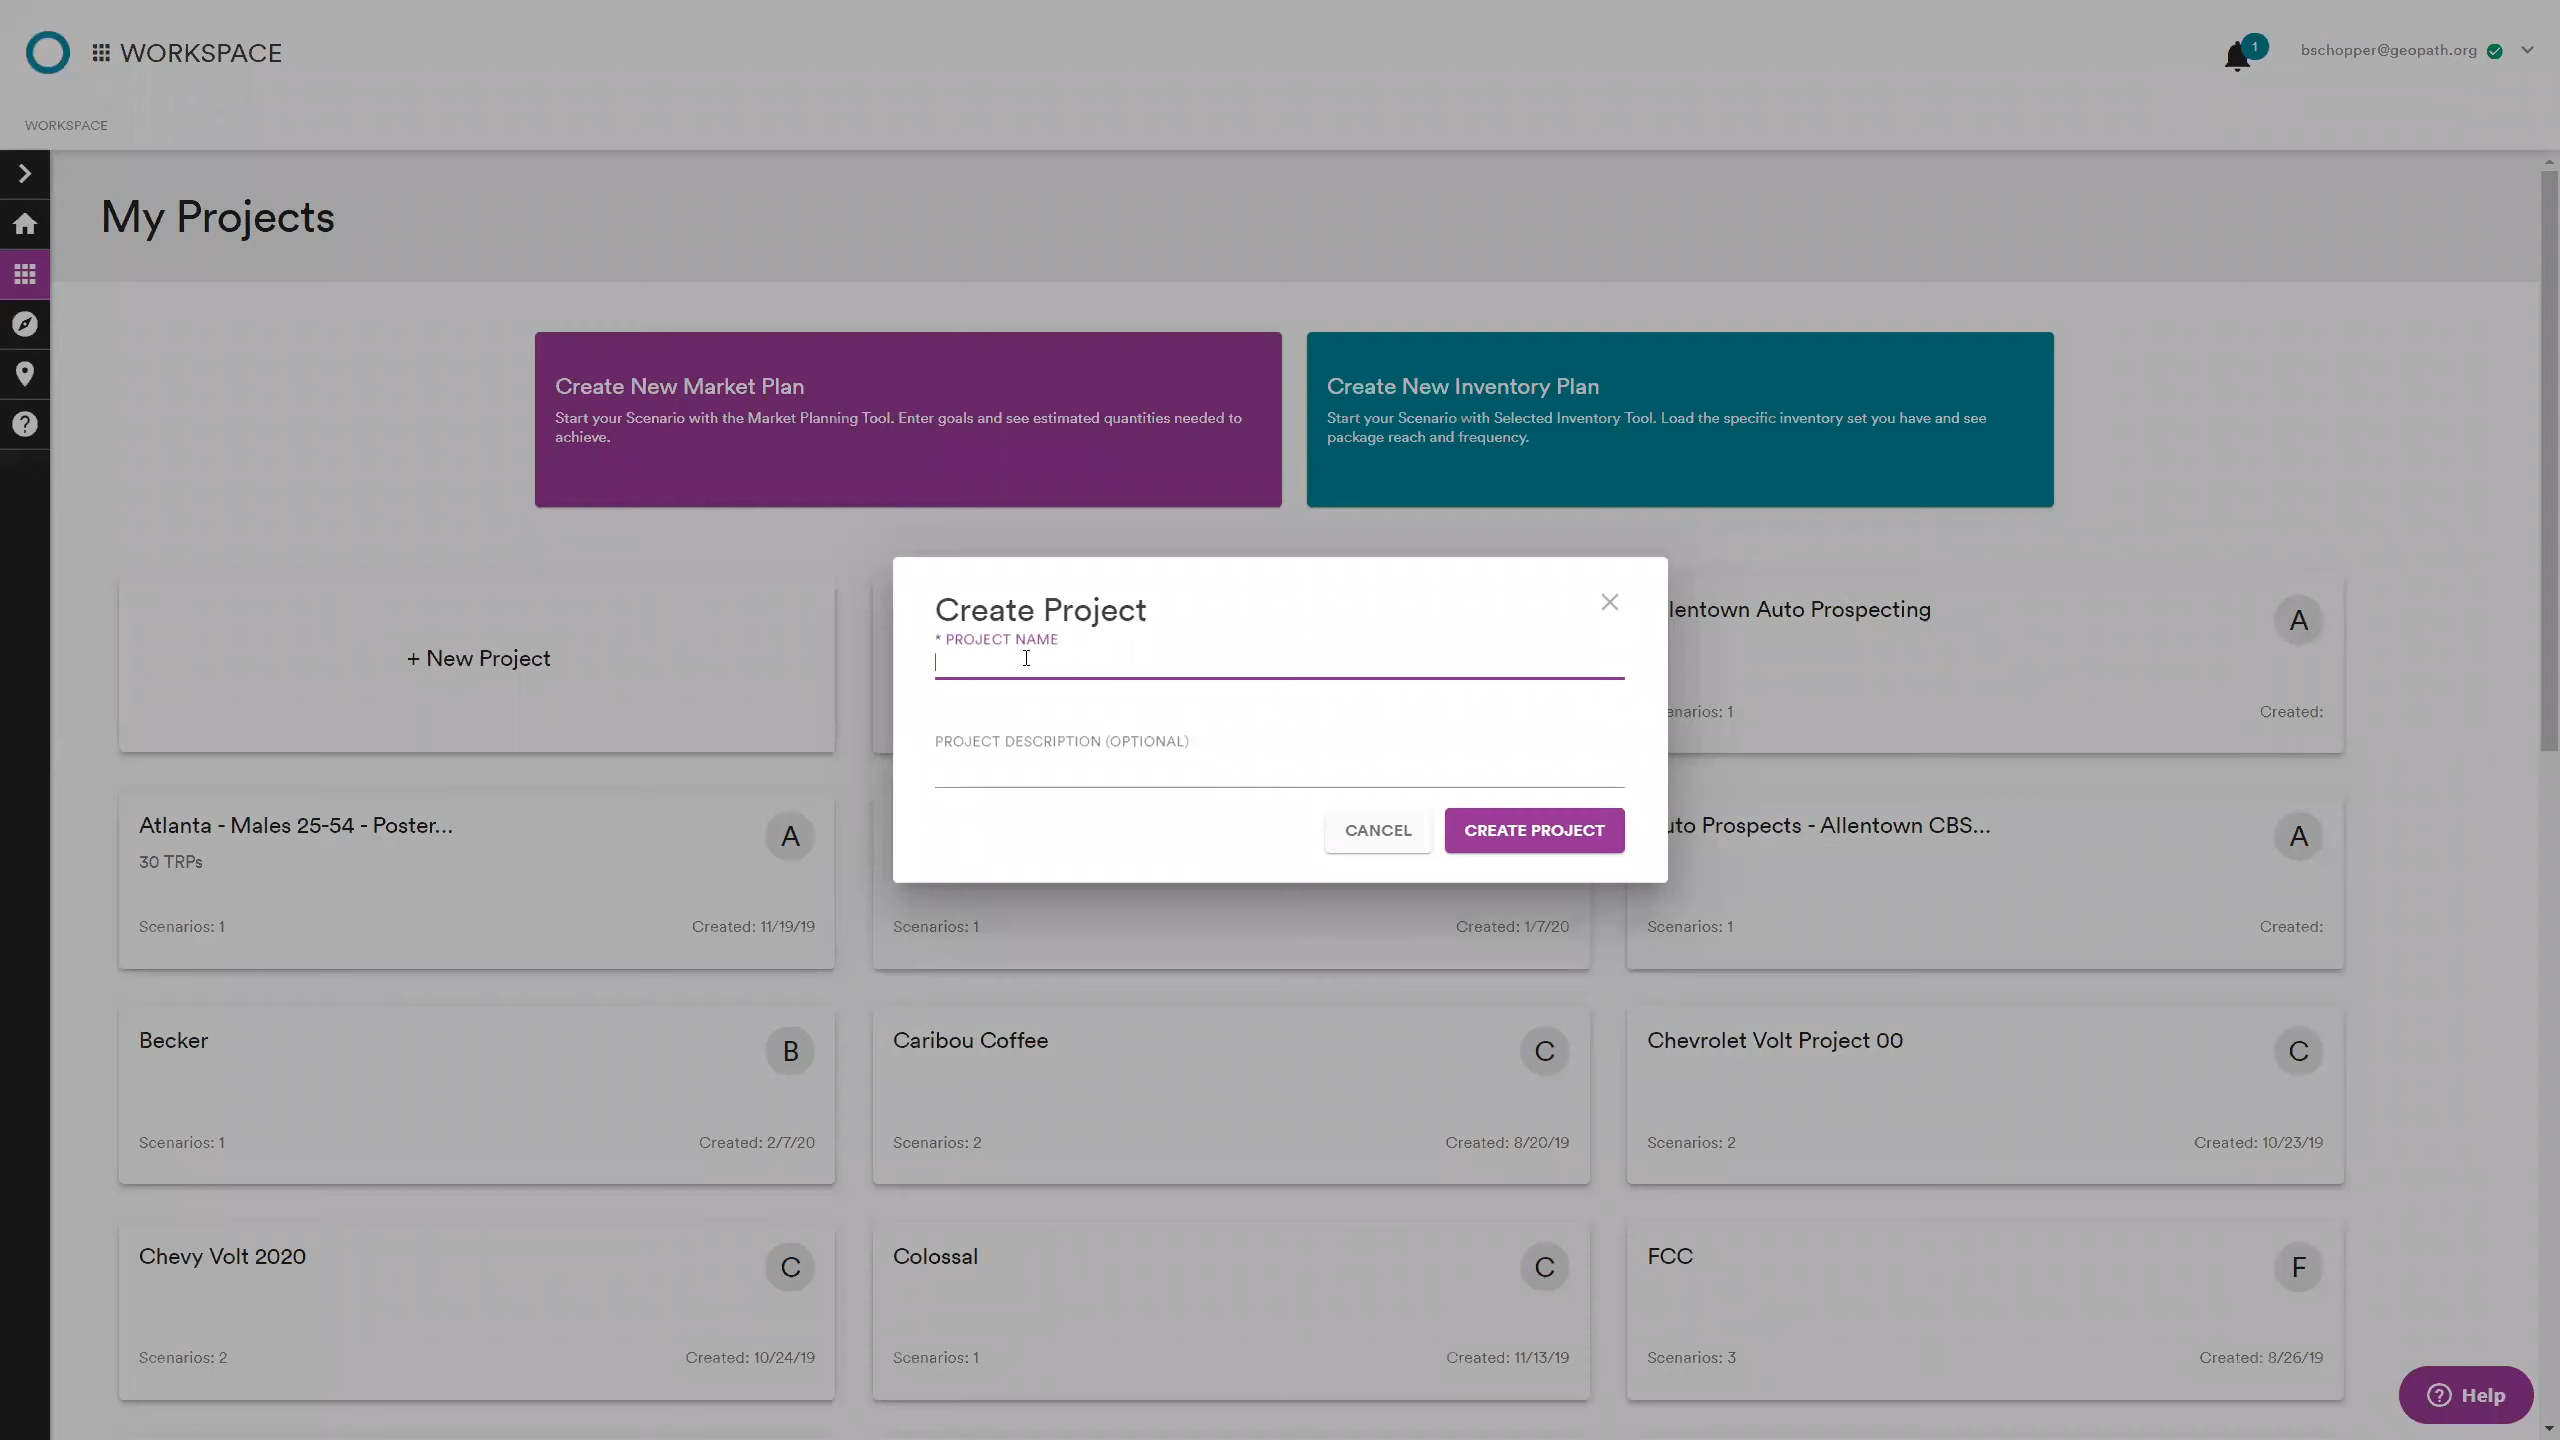 WORKSPACE
1
bschopper@geopath.org
WORKSPACE
My Projects
Create New Market Plan
Start your Scenario with the Market Planning Tool. Enter goals and see estimated quantities needed to
achieve.
Create New Inventory Plan
Start your Scenario with Selected Inventory Tool. Load the specific inventory set you have and see
package reach and frequency.
Create Project
* PROJECT NAME
PROJECT DESCRIPTION (OPTIONAL)
CANCEL
CREATE PROJECT
+ New Project
lentown Auto Prospecting
A
enarios: 1
Created:
Atlanta - Males 25-54 - Poster...
A
30 TRPs
Scenarios: 1
Created: 11/19/19
Scenarios: 1
Created: 1/7/20
uto Prospects - Allentown CBS...
A
Scenarios: 1
Created:
Becker
B
Scenarios: 1
Created: 2/7/20
Caribou Coffee
C
Scenarios: 2
Created: 8/20/19
Chevrolet Volt Project 00
C
Scenarios: 2
Created: 10/23/19
Chevy Volt 2020
C
Scenarios: 2
Created: 10/24/19
Colossal
C
Scenarios: 1
Created: 11/13/19
FCC
F
Scenarios: 3
Created: 8/26/19
Help